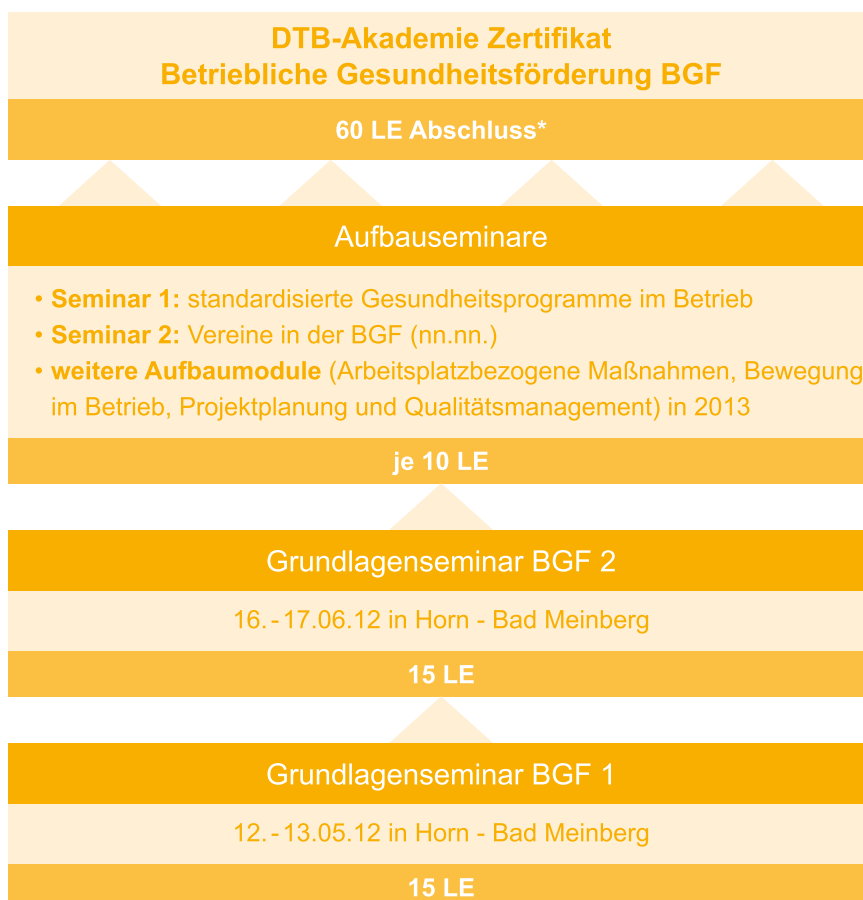 DTB-Akademie Zertifikat
Betriebliche Gesundheitsförderung BGF
60 LE Abschluss*
Aufbauseminare
• Seminar 1: standardisierte Gesundheitsprogramme im Betrieb
• Seminar 2: Vereine in der BGF (nn.nn.)
• weitere Aufbaumodule (Arbeitsplatzbezogene Maßnahmen, Bewegung
im Betrieb, Projektplanung und Qualitätsmanagement) in 2013
je 10 LE
Grundlagenseminar BGF 2
16. - 17.06.12 in Horn - Bad Meinberg
15 LE
Grundlagenseminar BGF 1
12. - 13.05.12 in Horn - Bad Meinberg
15 LE